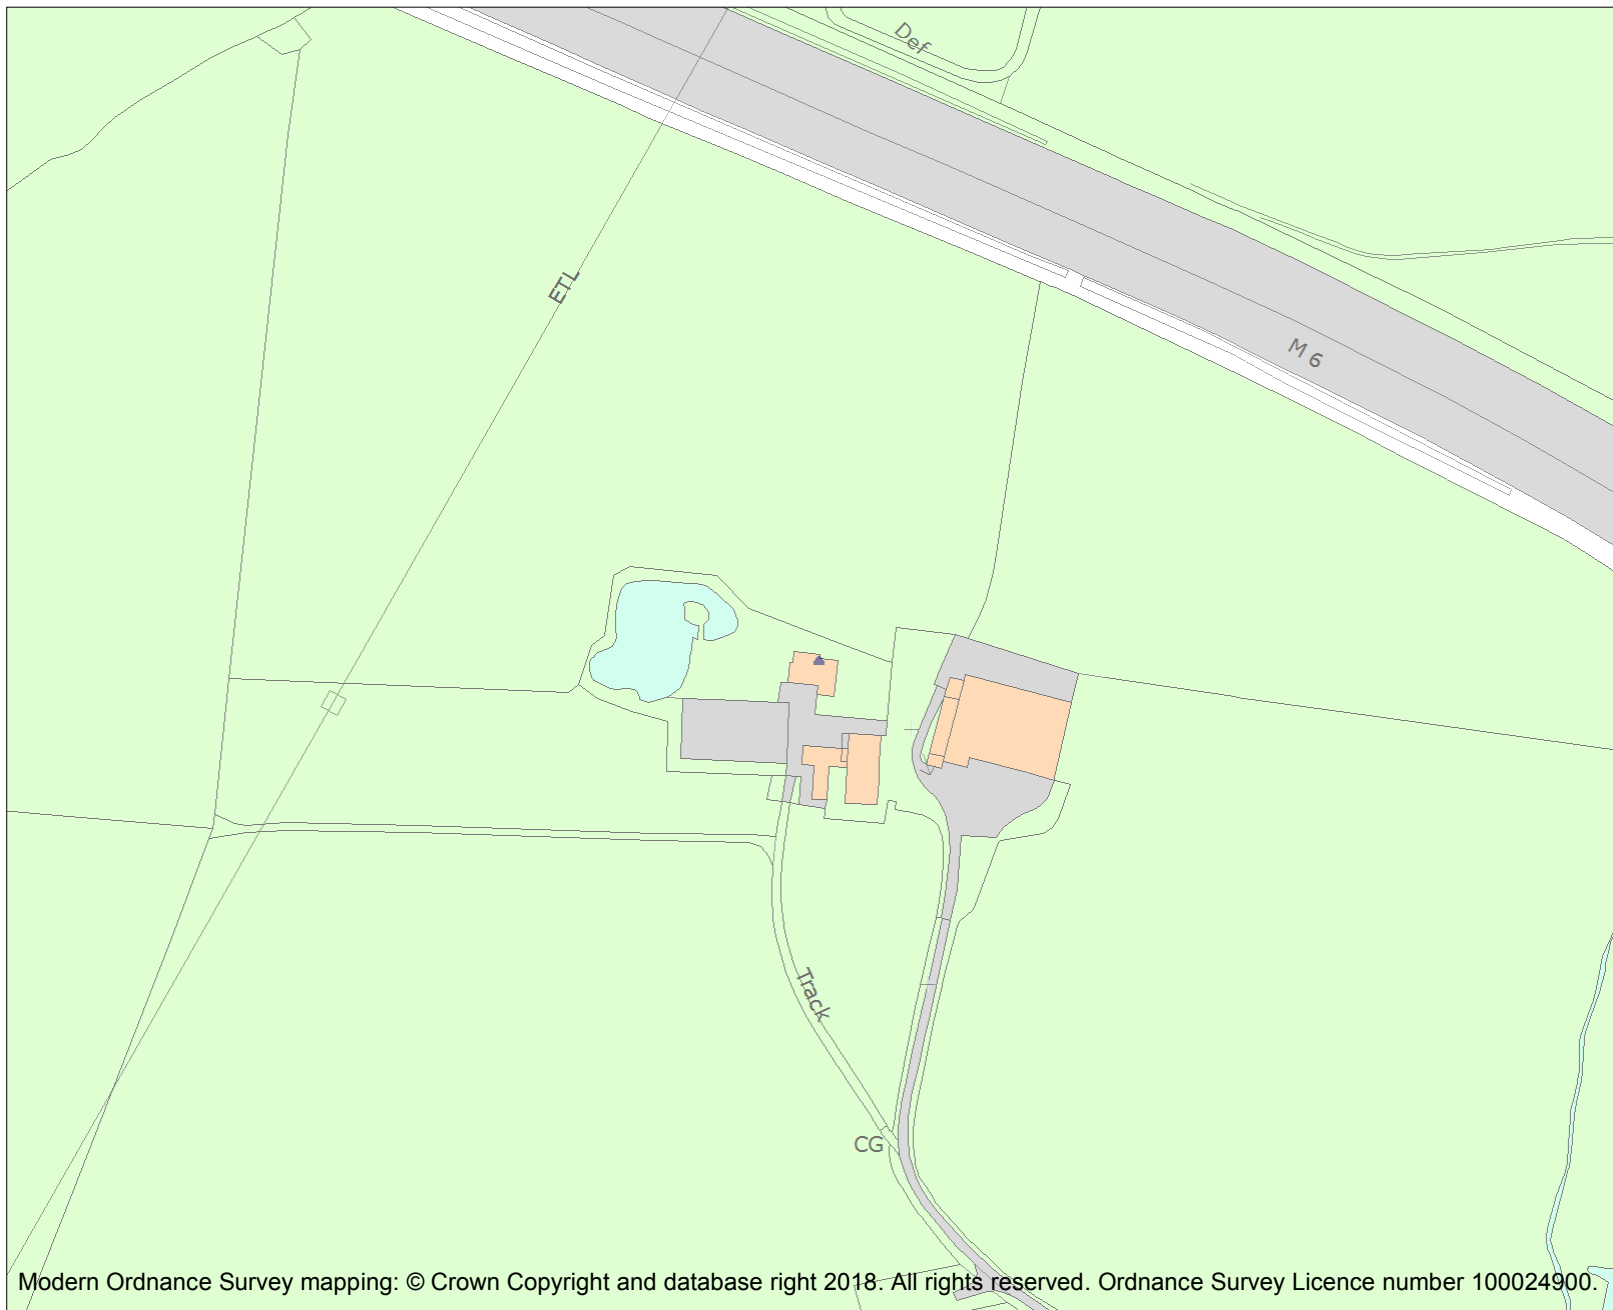 Def
ETL
M 6
Track
CG
Modern Ordnance Survey mapping: © Crown Copyright and database right 2018. All rights reserved. Ordnance Survey Licence number 100024900.